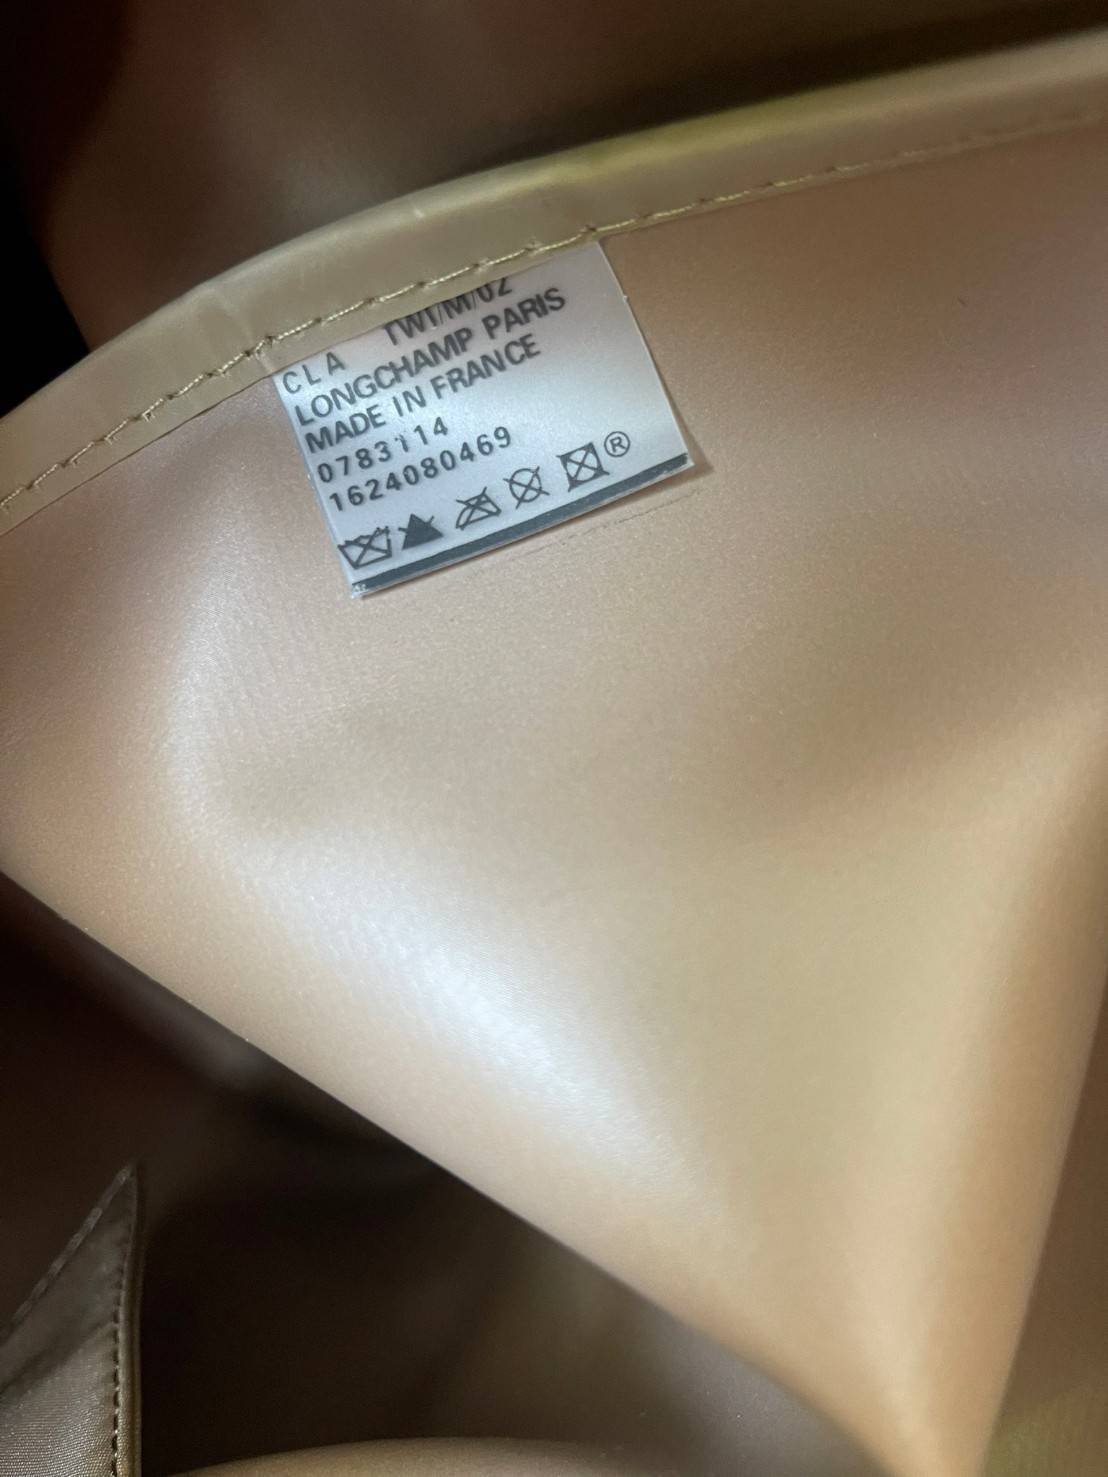 CLA TWI/M/02
LONGCHAMP PARIS
MADE IN FRANCE
0783114
1624080469
®